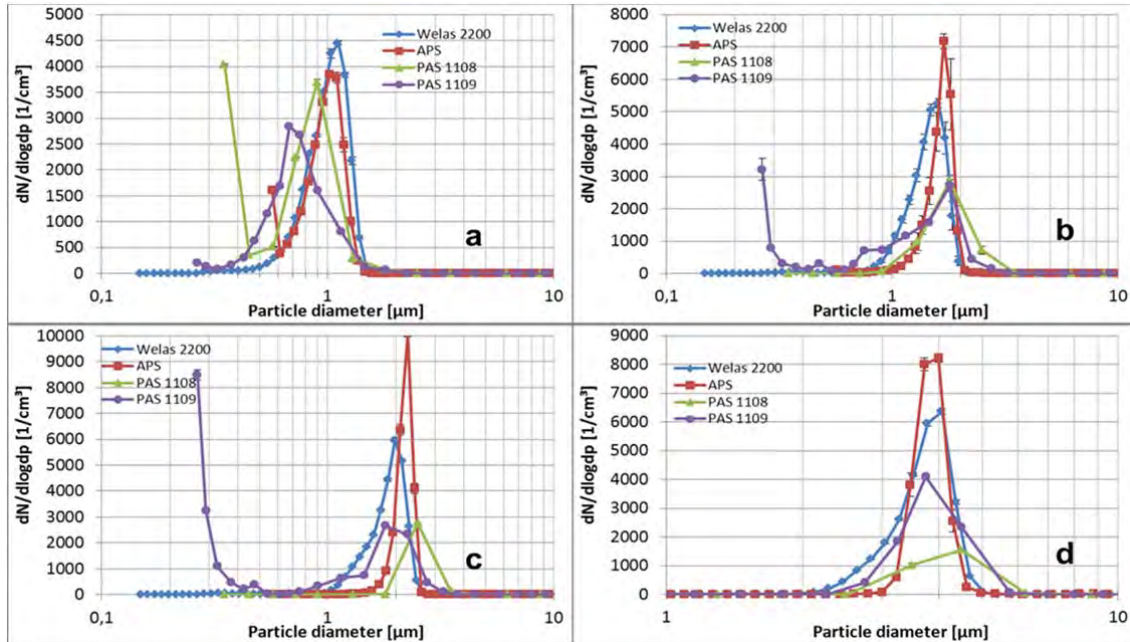 5000
4500
4000
3500
3000
2500
2000
1500
1000
500
0
dN/dlogdp [1/cm³]
Welas 2200
APS
PAS 1108
PAS 1109
a
0,1 1 10
Particle diameter [µm]
8000
7000
6000
5000
4000
3000
2000
1000
0
dN/dlogdp [1/cm³]
Welas 2200
APS
PAS 1108
PAS 1109
b
0,1 1 10
Particle diameter [µm]
10000
9000
8000
7000
6000
5000
4000
3000
2000
1000
0
dN/dlogdp [1/cm³]
Welas 2200
APS
PAS 1108
PAS 1109
c
0,1 1 10
Particle diameter [µm]
9000
8000
7000
6000
5000
4000
3000
2000
1000
0
dN/dlogdp [1/cm³]
Welas 2200
APS
PAS 1108
PAS 1109
d
1 10
Particle diameter [µm]